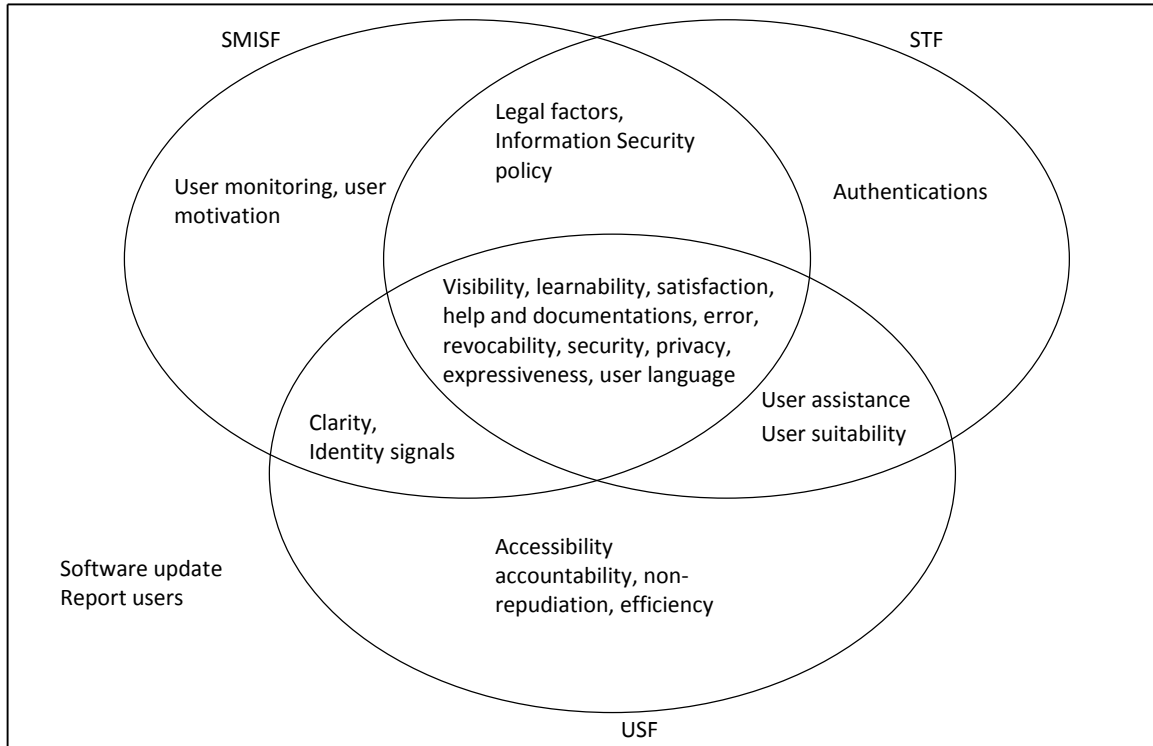 SMISF
STF
Legal factors,
Information Security
policy
User monitoring, user
motivation
Authentications
Visibility, learnability, satisfaction,
help and documentations, error,
revocability, security, privacy,
expressiveness, user language
User assistance
User suitability
Clarity,
Identity signals
Accessibility
accountability, non-
repudiation, efficiency
Software update
Report users
USF